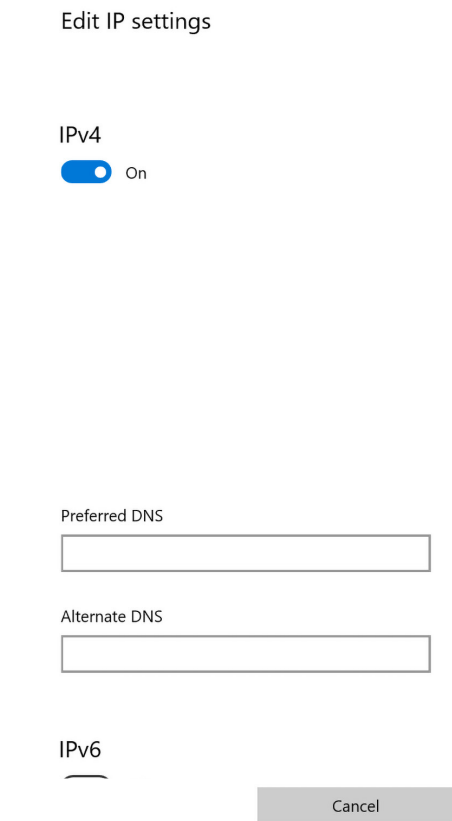 Edit IP settings
IPv4
On
Preferred DNS
Alternate DNS
IPv6
Cancel